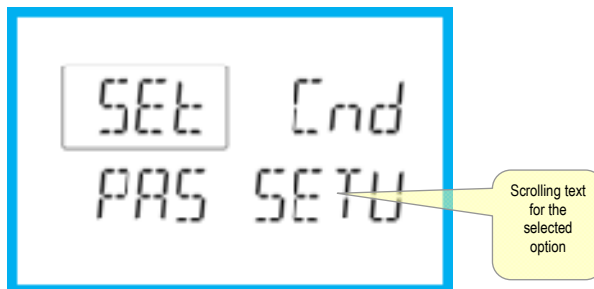 SEt Cnd
PAS SETU
Scrolling text
for the
selected
option